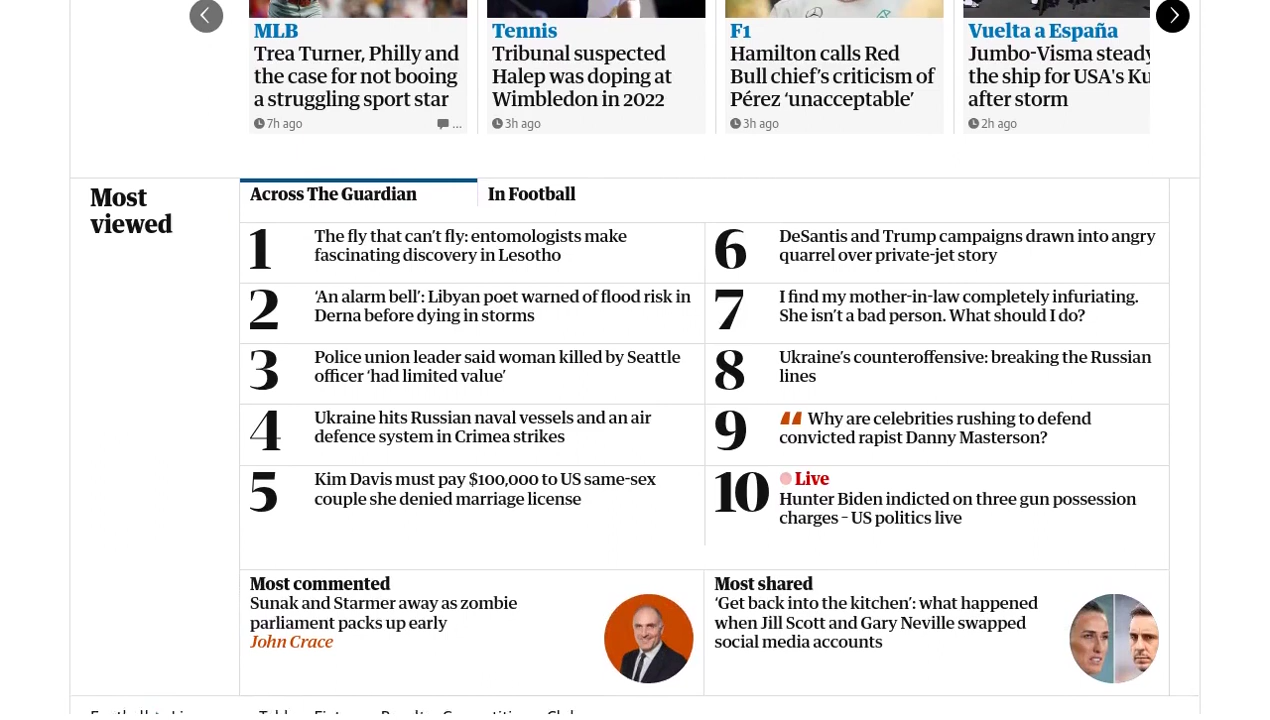 MLB
Trea Turner, Philly and
the case for not booing
a struggling sport star
7h ago
...
Tennis
Tribunal suspected
Halep was doping at
Wimbledon in 2022
3h ago
F1
Hamilton calls Red
Bull chief's criticism of
Pérez ‘unacceptable’
3h ago
Vuelta a España
Jumbo-Visma steady
the ship for USA's Ku
after storm
2h ago
Most
viewed
Across The Guardian
In Football
1
The fly that can’t fly: entomologists make
fascinating discovery in Lesotho
2
‘An alarm bell’: Libyan poet warned of flood risk in
Derna before dying in storms
3
Police union leader said woman killed by Seattle
officer ‘had limited value’
4
Ukraine hits Russian naval vessels and an air
defence system in Crimea strikes
5
Kim Davis must pay $100,000 to US same-sex
couple she denied marriage license
6
DeSantis and Trump campaigns drawn into angry
quarrel over private-jet story
7
I find my mother-in-law completely infuriating.
She isn’t a bad person. What should I do?
8
Ukraine’s counteroffensive: breaking the Russian
lines
9
“ Why are celebrities rushing to defend
convicted rapist Danny Masterson?
10
Live
Hunter Biden indicted on three gun possession
charges – US politics live
Most commented
Sunak and Starmer away as zombie
parliament packs up early
John Crace
Most shared
‘Get back into the kitchen’: what happened
when Jill Scott and Gary Neville swapped
social media accounts